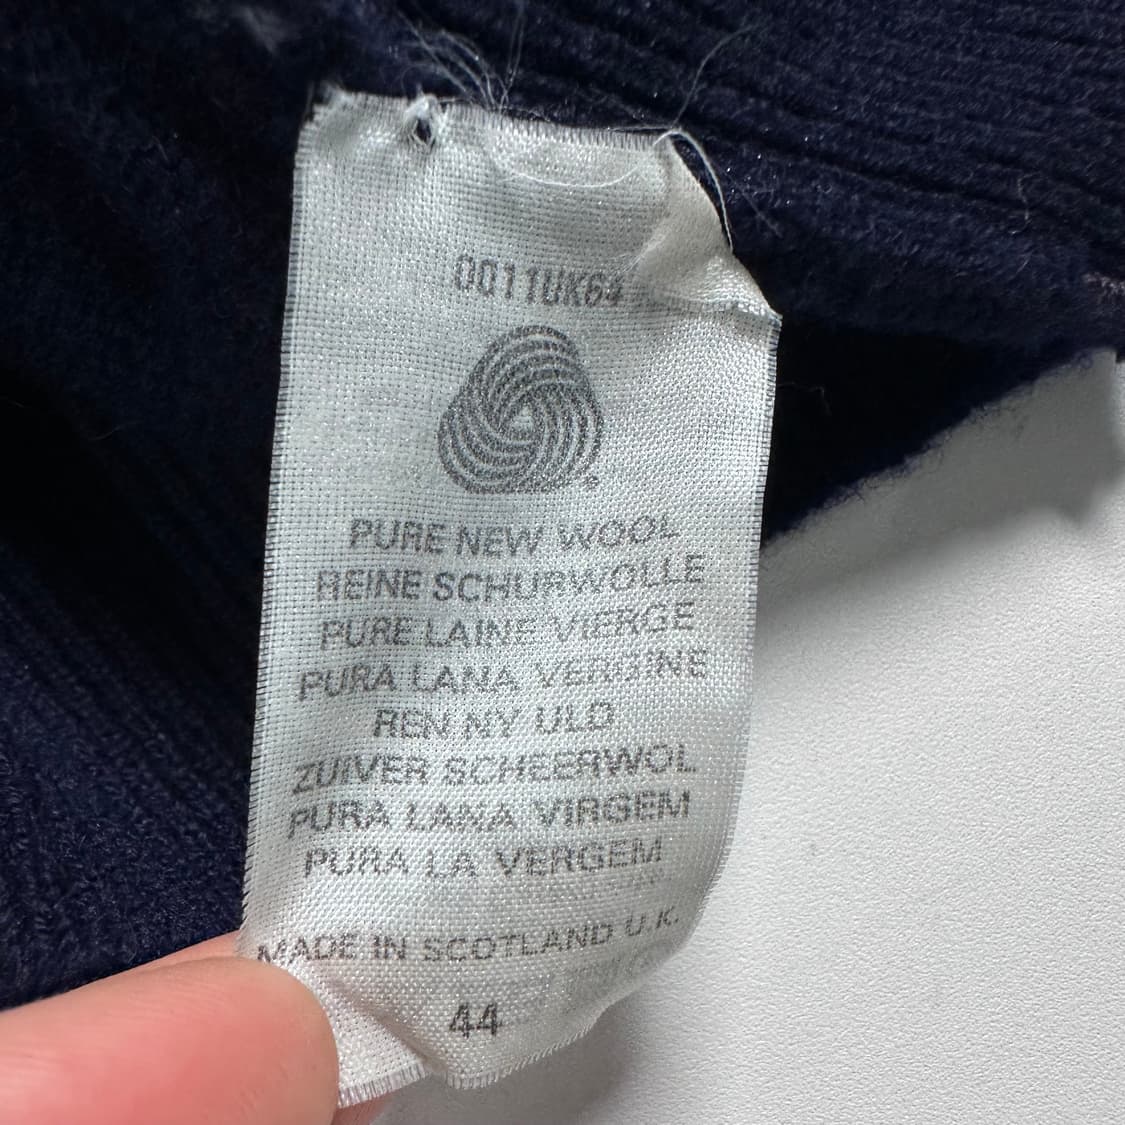 0011UK64
PURE NEW WOOL
REINE SCHURWOLLE
PURE LAINE VIERGE
PURA LANA VERGINE
REN NY ULD
ZUIVER SCHEERWOL
PURA LANA VIRGEM
PURA LA VERGEM
MADE IN SCOTLAND U.K.
44